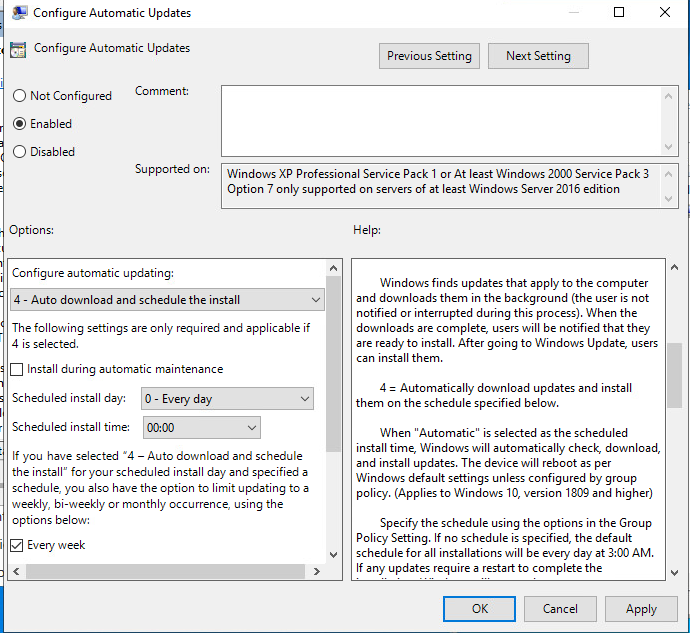 Configure Automatic Updates
Configure Automatic Updates
Previous Setting
Next Setting
Not Configured
Comment:
Enabled
Disabled
Supported on:
Windows XP Professional Service Pack 1 or At least Windows 2000 Service Pack 3
Option 7 only supported on servers of at least Windows Server 2016 edition
Options:
Help:
Configure automatic updating:
4 - Auto download and schedule the install
The following settings are only required and applicable if
4 is selected.
Install during automatic maintenance
Scheduled install day:
0 - Every day
Scheduled install time:
00:00
If you have selected “4 – Auto download and schedule
the install” for your scheduled install day and specified a
schedule, you also have the option to limit updating to a
weekly, bi-weekly or monthly occurrence, using the
options below:
Every week
Windows finds updates that apply to the computer
and downloads them in the background (the user is not
notified or interrupted during this process). When the
downloads are complete, users will be notified that they
are ready to install. After going to Windows Update, users
can install them.
4 = Automatically download updates and install
them on the schedule specified below.
When "Automatic" is selected as the scheduled
install time, Windows will automatically check, download,
and install updates. The device will reboot as per
Windows default settings unless configured by group
policy. (Applies to Windows 10, version 1809 and higher)
Specify the schedule using the options in the Group
Policy Setting. If no schedule is specified, the default
schedule for all installations will be every day at 3:00 AM.
If any updates require a restart to complete the
OK
Cancel
Apply